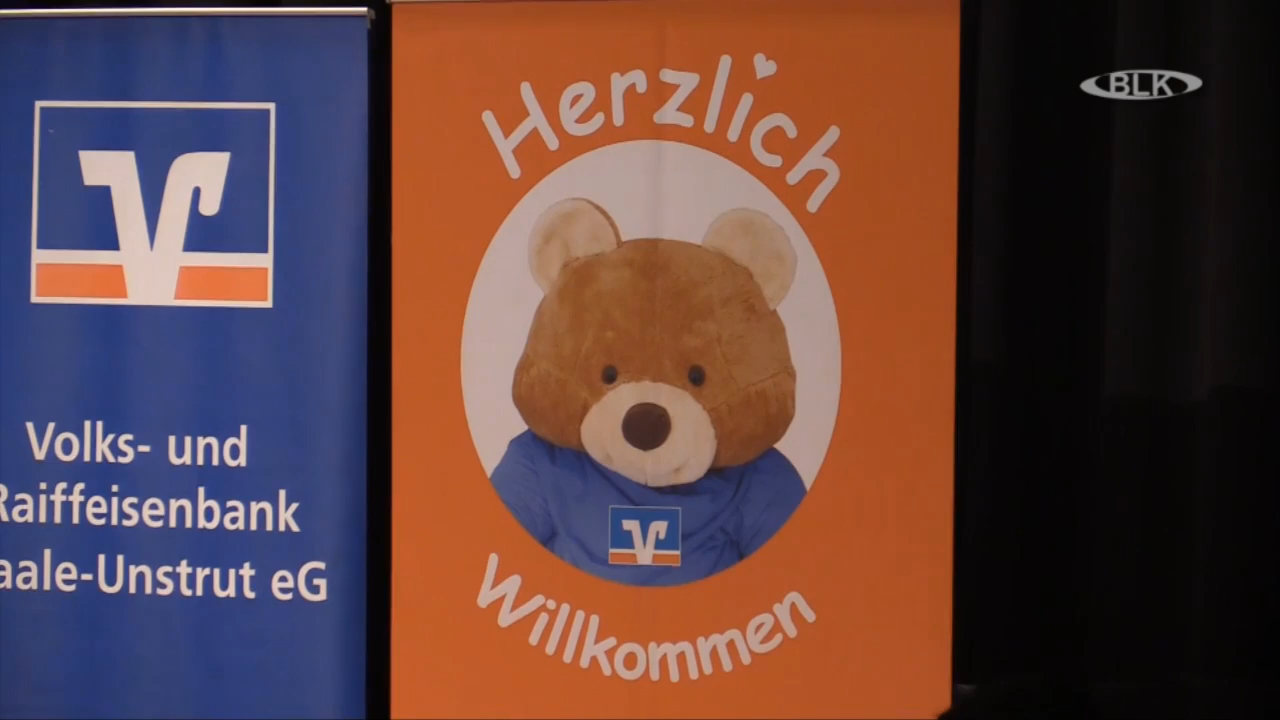 Volks- und
Raiffeisenbank
aale-Unstrut eG
Herzlich
Willkommen
BLK